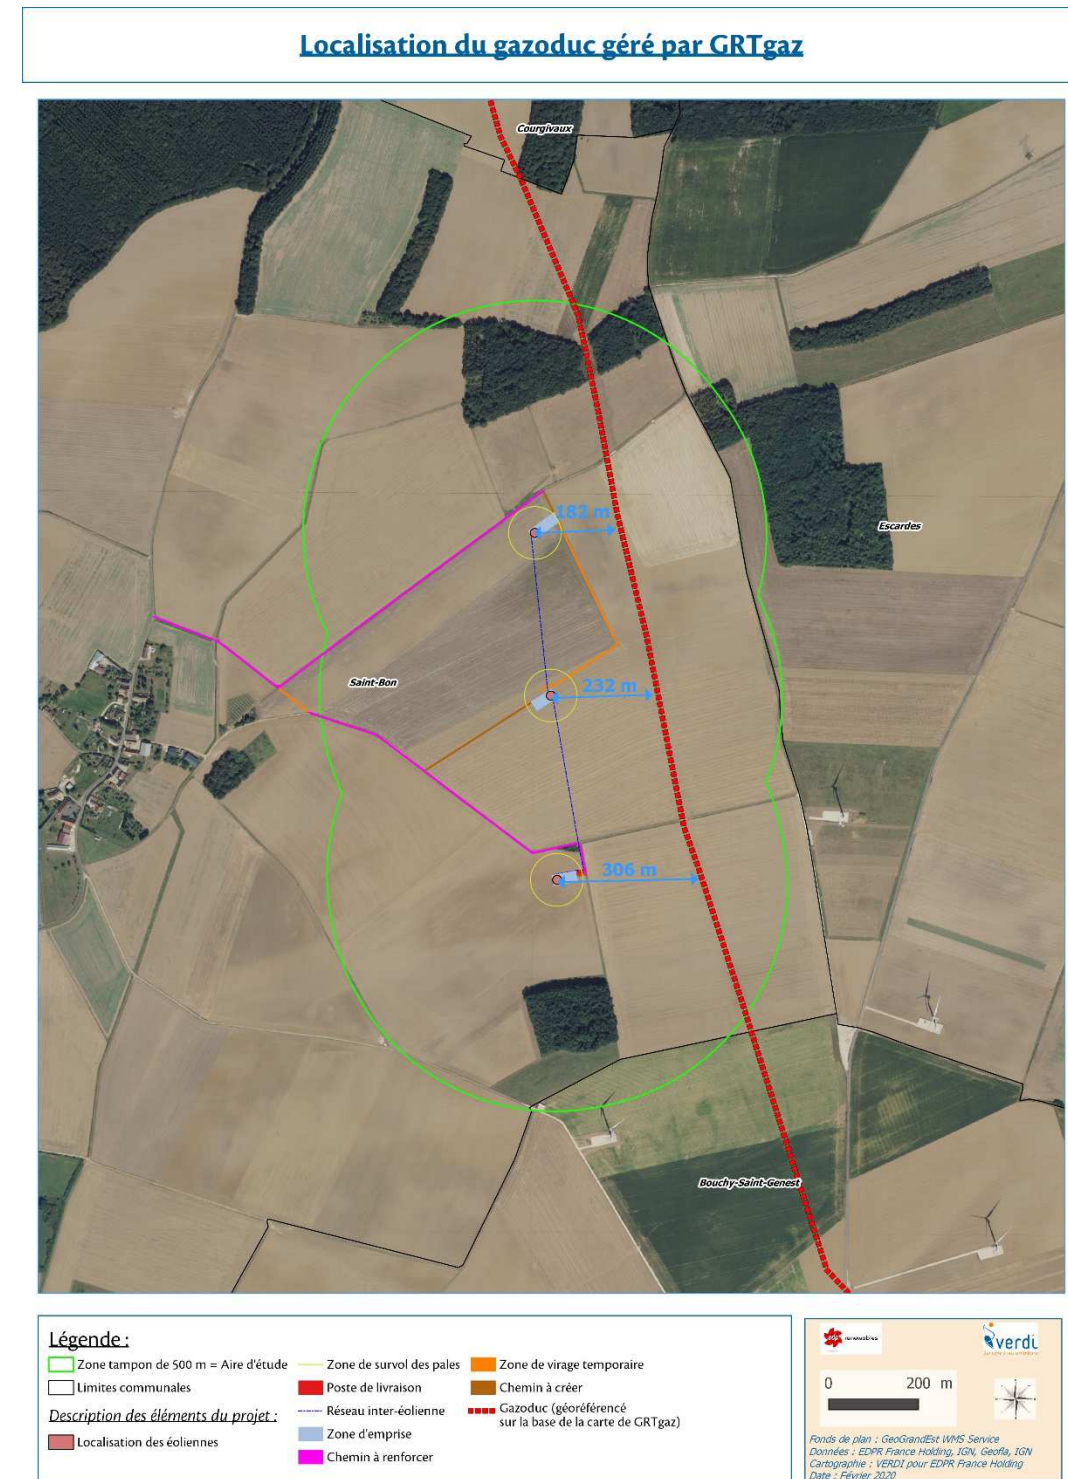 Localisation du gazoduc géré par GRTgaz
Courgivaux
183 m
Escardes
Saint-Bon
232 m
306 m
Bouchy-Saint-Genest
Légende :
Zone tampon de 500 m = Aire d'étude
Limites communales
Description des éléments du projet :
Localisation des éoliennes
Zone de survol des pales
Poste de livraison
Réseau inter-éolienne
Zone d'emprise
Chemin à renforcer
Zone de virage temporaire
Chemin à créer
Gazoduc (géoréférencé
sur la base de la carte de GRTgaz)
edp renewables
verdi
0 200 m
Fonds de plan : GeoGrandEst WMS Service
Données : EDPR France Holding, IGN, Geofla, IGN
Cartographie : VERDI pour EDPR France Holding
Date : Février 2020